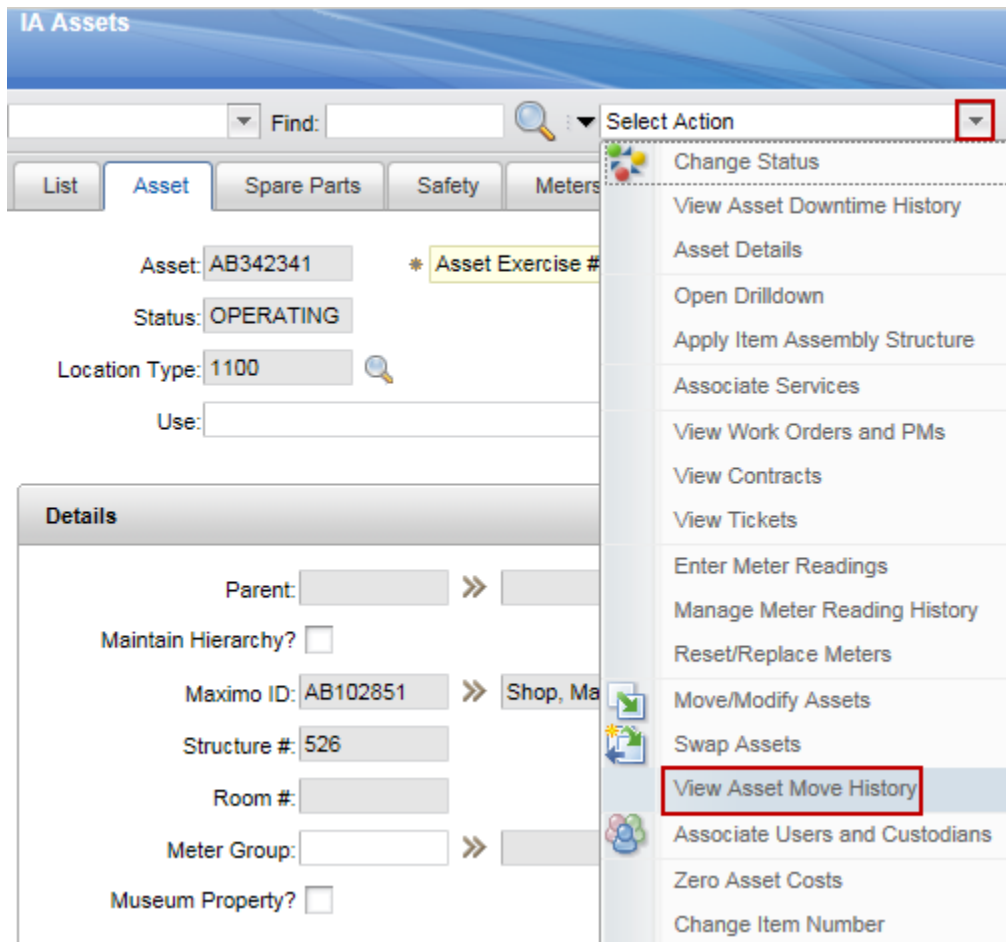 IA Assets
Find:
Select Action
List Asset Spare Parts Safety Meters
Asset: AB342341 * Asset Exercise #
Status: OPERATING
Location Type: 1100
Use:
Details
Parent:
Maintain Hierarchy?
Maximo ID: AB102851 Shop, Ma
Structure #: 526
Room #:
Meter Group:
Museum Property?
Change Status
View Asset Downtime History
Asset Details
Open Drilldown
Apply Item Assembly Structure
Associate Services
View Work Orders and PMs
View Contracts
View Tickets
Enter Meter Readings
Manage Meter Reading History
Reset/Replace Meters
Move/Modify Assets
Swap Assets
View Asset Move History
Associate Users and Custodians
Zero Asset Costs
Change Item Number